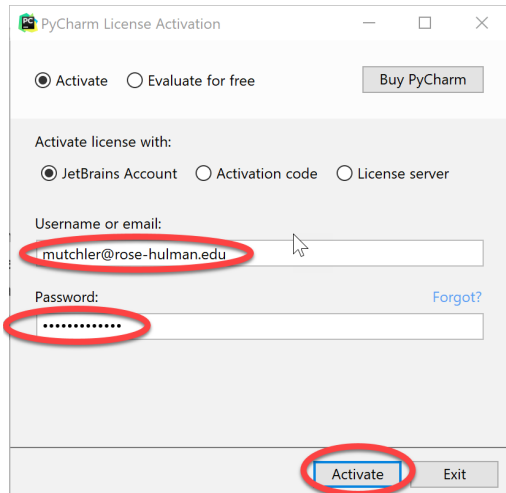 PyCharm License Activation
Activate Evaluate for free Buy PyCharm
Activate license with:
JetBrains Account Activation code License server
Username or email:
mutchler@rose-hulman.edu
Password: Forgot?
•••••••••••••
Activate Exit